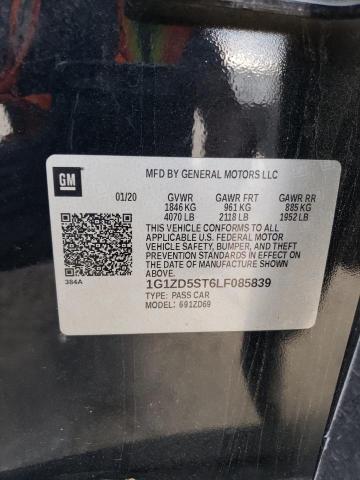 GM
MFD BY GENERAL MOTORS LLC
01/20 GVWR GAWR FRT GAWR RR
1846 KG 961 KG 885 KG
4070 LB 2118 LB 1952 LB
THIS VEHICLE CONFORMS TO ALL
APPLICABLE U.S. FEDERAL MOTOR
VEHICLE SAFETY, BUMPER, AND THEFT
PREVENTION STANDARDS IN EFFECT
ON THE DATE OF MANUFACTURE
SHOWN ABOVE.
384A
1G1ZD5ST6LF085839
TYPE: PASS CAR
MODEL: 691ZD69